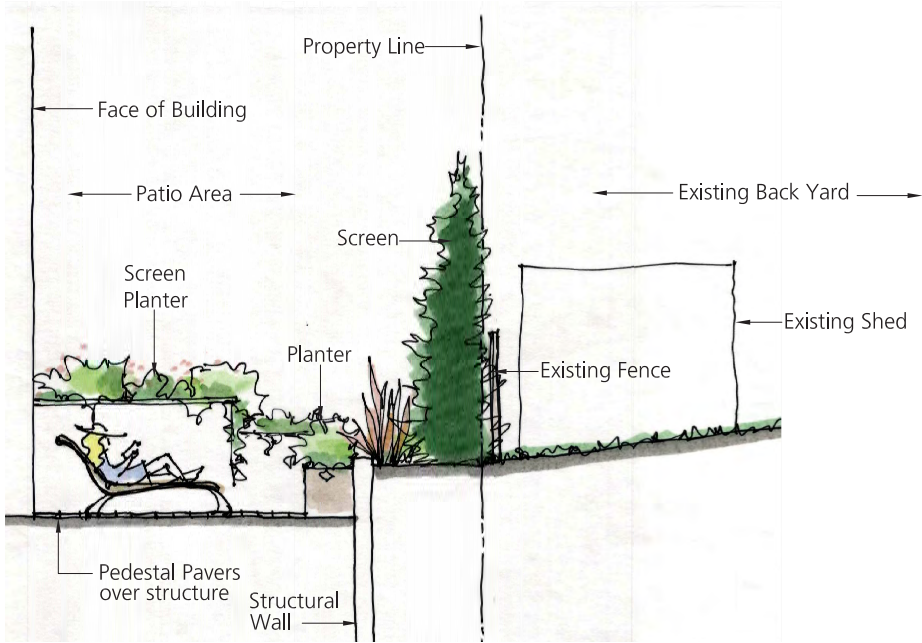 Property Line
Face of Building
Patio Area
Existing Back Yard
Screen
Screen
Planter
Existing Shed
Planter
Existing Fence
Pedestal Pavers
over structure
Structural
Wall